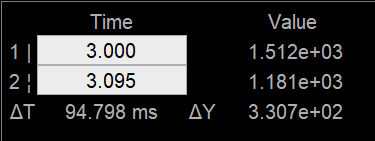 Time Value
1 | 3.000 1.512e+03
2 ¦ 3.095 1.181e+03
ΔT 94.798 ms ΔY 3.307e+02